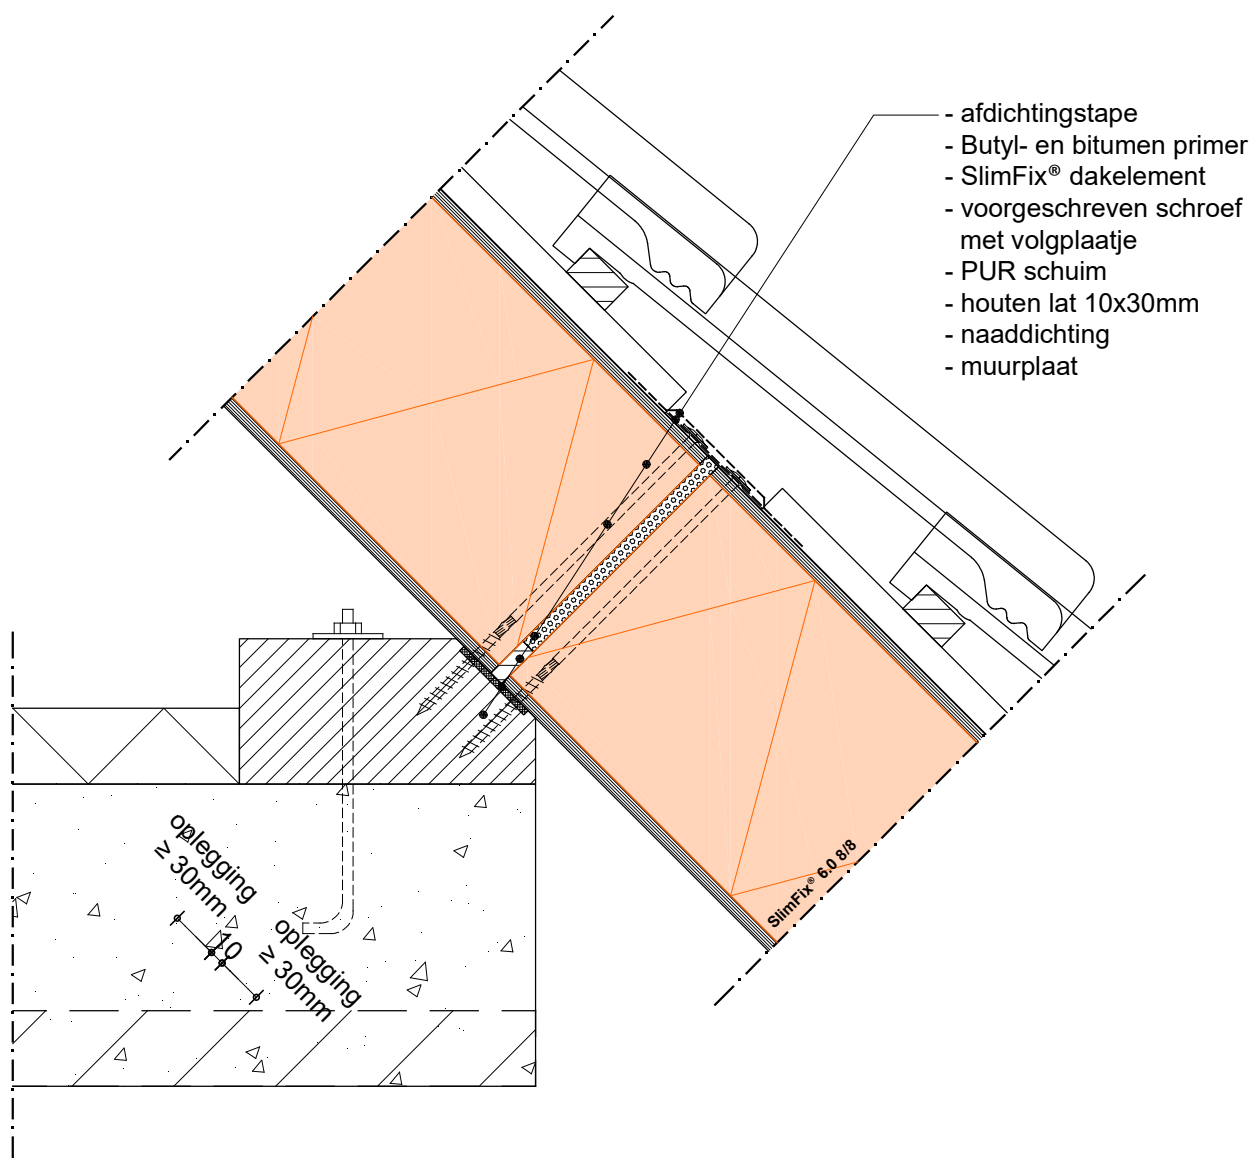 - afdichtingstape
- Butyl- en bitumen primer
- SlimFix® dakelement
- voorgeschreven schroef
met volgplaatje
- PUR schuim
- houten lat 10x30mm
- naaddichting
- muurplaat
SlimFix® 6.0 8/8
oplegging
≥ 30mm
10
oplegging
≥ 30mm